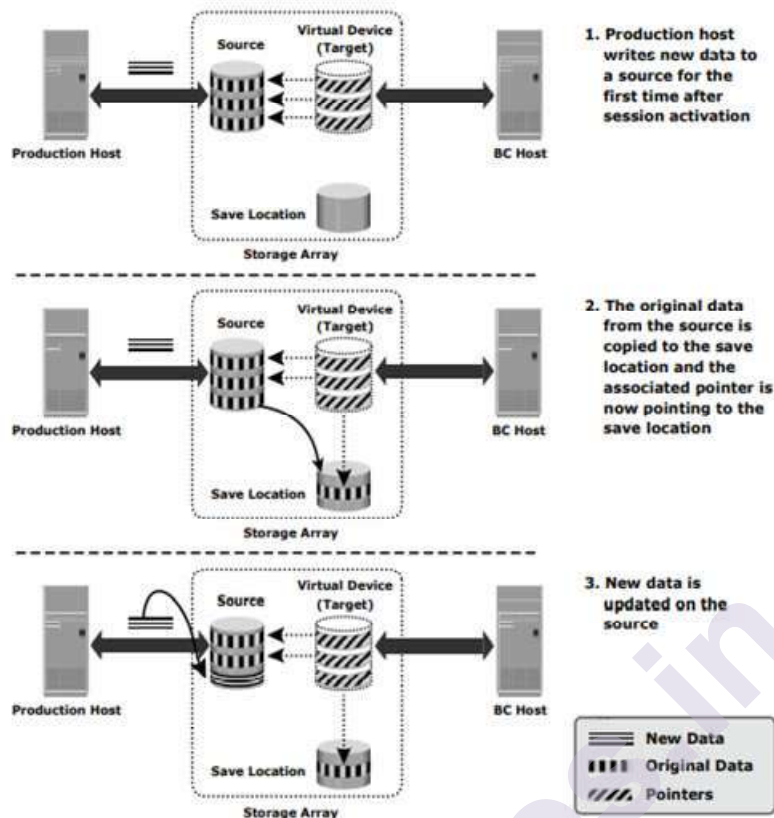 Source
Virtual Device
(Target)
Production Host
BC Host
Save Location
Storage Array
1. Production host
writes new data to
a source for the
first time after
session activation
Source
Virtual Device
(Target)
Production Host
BC Host
Save Location
Storage Array
2. The original data
from the source is
copied to the save
location and the
associated pointer is
now pointing to the
save location
Source
Virtual Device
(Target)
Production Host
BC Host
Save Location
Storage Array
3. New data is
updated on the
source
New Data
Original Data
Pointers